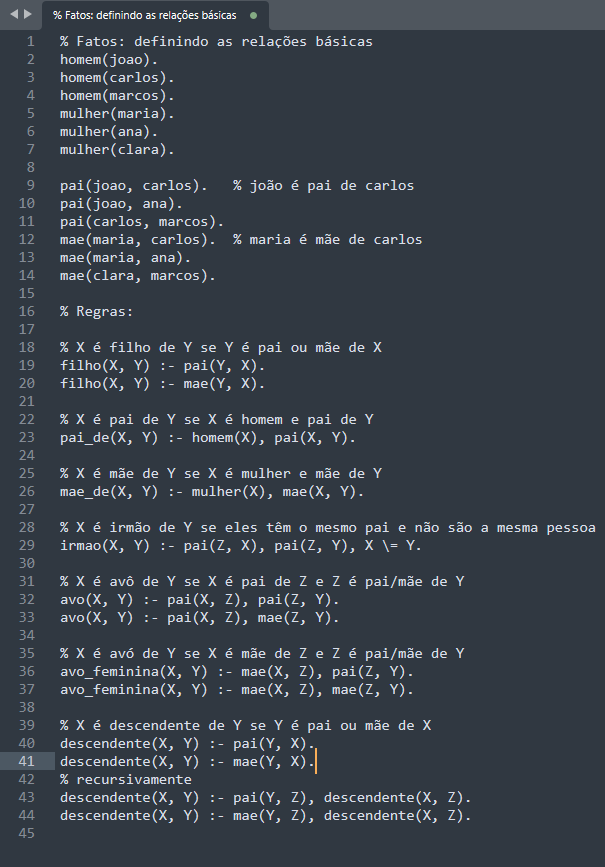 % Fatos: definindo as relações básicas
1 % Fatos: definindo as relações básicas
2 homem(joao).
3 homem(carlos).
4 homem(marcos).
5 mulher(maria).
6 mulher(ana).
7 mulher(clara).
8
9 pai(joao, carlos).   % joão é pai de carlos
10 pai(joao, ana).
11 pai(carlos, marcos).
12 mae(maria, carlos).  % maria é mãe de carlos
13 mae(maria, ana).
14 mae(clara, marcos).
15
16 % Regras:
17
18 % X é filho de Y se Y é pai ou mãe de X
19 filho(X, Y) :- pai(Y, X).
20 filho(X, Y) :- mae(Y, X).
21
22 % X é pai de Y se X é homem e pai de Y
23 pai_de(X, Y) :- homem(X), pai(X, Y).
24
25 % X é mãe de Y se X é mulher e mãe de Y
26 mae_de(X, Y) :- mulher(X), mae(X, Y).
27
28 % X é irmão de Y se eles têm o mesmo pai e não são a mesma pessoa
29 irmao(X, Y) :- pai(Z, X), pai(Z, Y), X \= Y.
30
31 % X é avô de Y se X é pai de Z e Z é pai/mãe de Y
32 avo(X, Y) :- pai(X, Z), pai(Z, Y).
33 avo(X, Y) :- pai(X, Z), mae(Z, Y).
34
35 % X é avó de Y se X é mãe de Z e Z é pai/mãe de Y
36 avo_feminina(X, Y) :- mae(X, Z), pai(Z, Y).
37 avo_feminina(X, Y) :- mae(X, Z), mae(Z, Y).
38
39 % X é descendente de Y se Y é pai ou mãe de X
40 descendente(X, Y) :- pai(Y, X).
41 descendente(X, Y) :- mae(Y, X).
42 % recursivamente
43 descendente(X, Y) :- pai(Y, Z), descendente(X, Z).
44 descendente(X, Y) :- mae(Y, Z), descendente(X, Z).
45